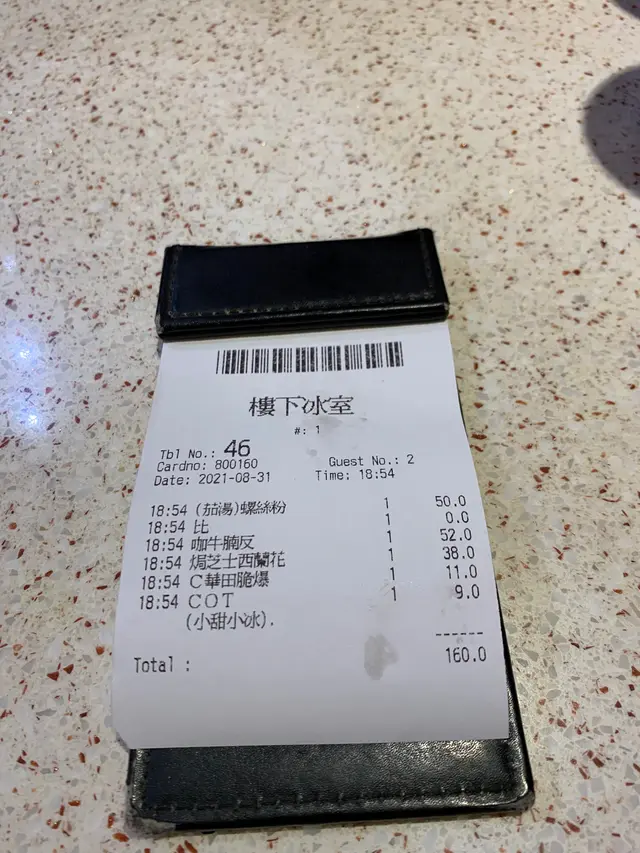 樓下冰室
#: 1
Tbl No.: 46
Cardno: 800160 Guest No.: 2
Date: 2021-08-31 Time: 18:54
18:54 (茄湯)螺絲粉 1 50.0
18:54 比 1 0.0
18:54 咖牛腩反 1 52.0
18:54 焗芝士西蘭花 1 38.0
18:54 C華田脆爆 1 11.0
18:54 COT 1 9.0
(小甜小冰).
------
Total : 160.0